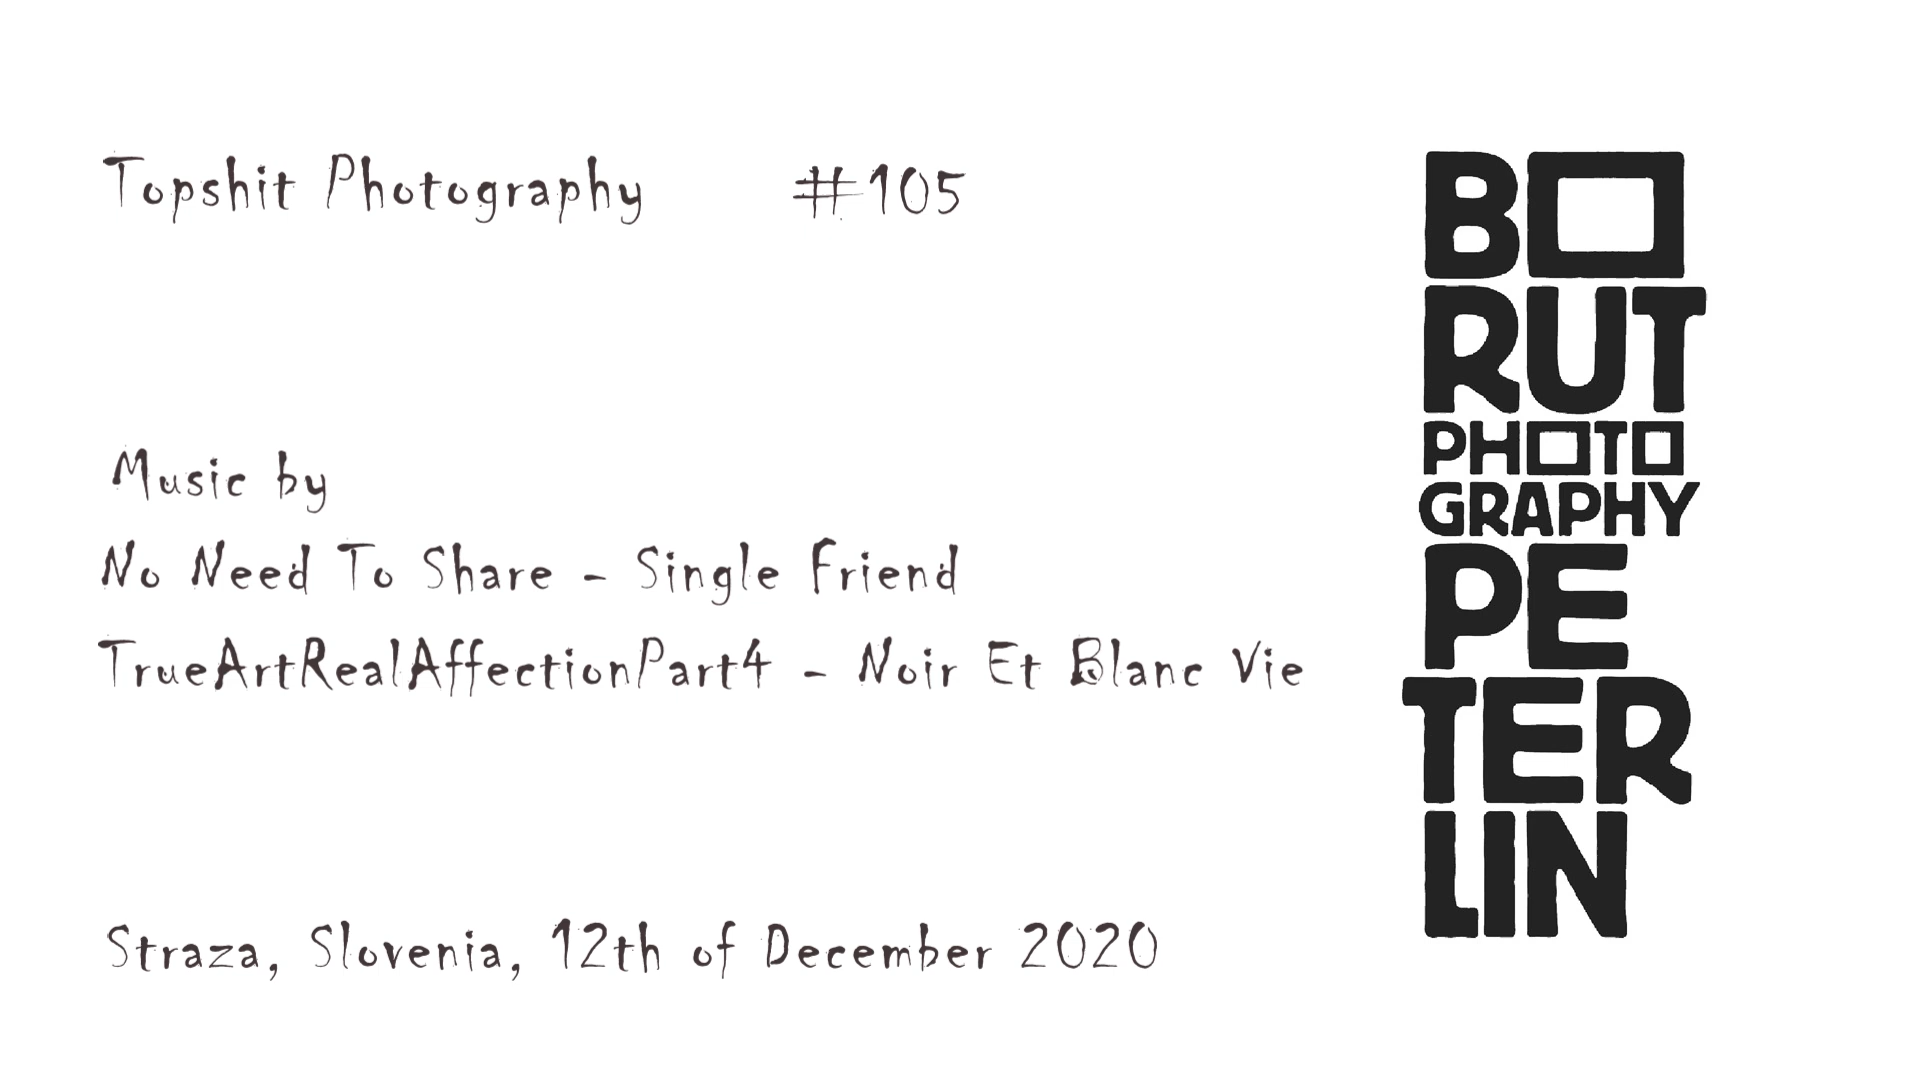 Topshit Photography #105
Music by
No Need To Share - Single Friend
TrueArtRealAffectionPart4 - Noir Et Blanc Vie
Straza, Slovenia, 12th of December 2020
BO
RUT
PHOTO
GRAPHY
PE
TER
LIN